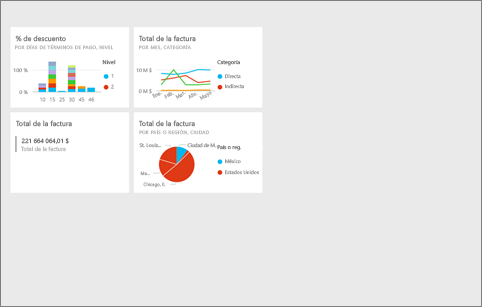 % de descuento
POR DÍAS DE TÉRMINOS DE PAGO, NIVEL
Nivel
100 %
1
2
0 %
10 15 25 30 45 46
Total de la factura
POR MES, CATEGORÍA
Categoría
10 M $
Directa
Indirecta
0 M $
Ene. Feb. Mar. Abr. Mayo
Total de la factura
221 664 064,01 $
Total de la factura
Total de la factura
POR PAÍS O REGIÓN, CIUDAD
St. Louis... Ciudad de M.
País o reg.
México
Estados Unidos
Chicago, IL